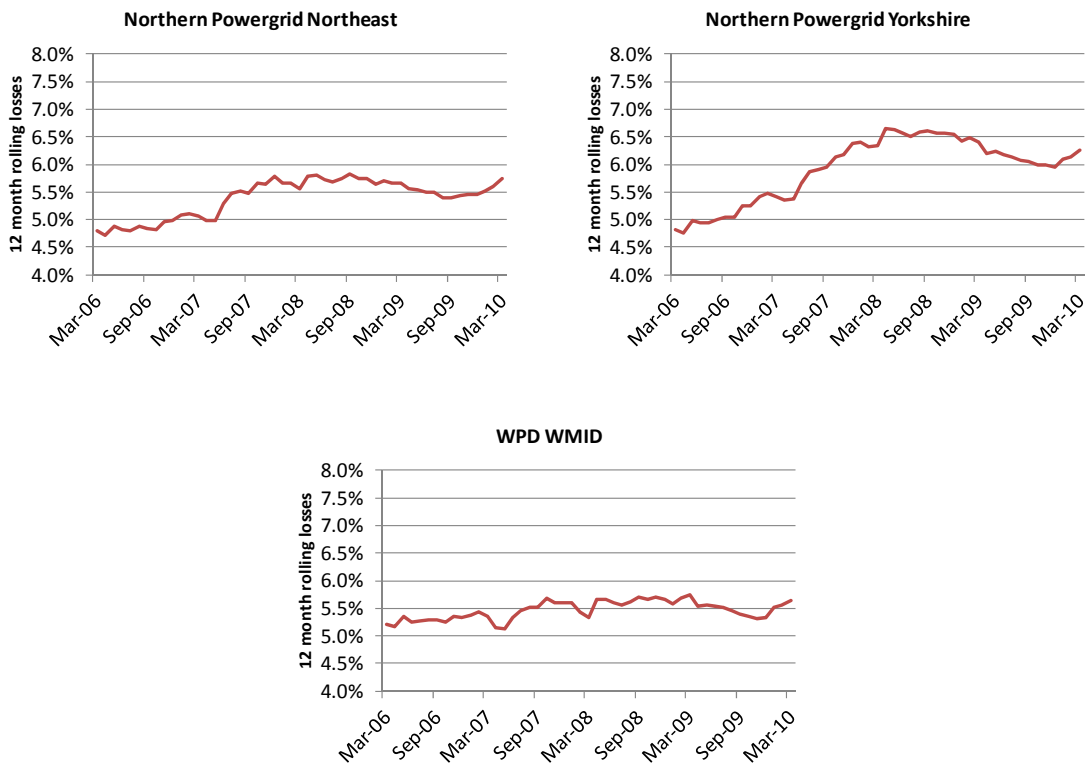 Northern Powergrid Northeast
12 month rolling losses
8.0%
7.5%
7.0%
6.5%
6.0%
5.5%
5.0%
4.5%
4.0%
Mar-06
Sep-06
Mar-07
Sep-07
Mar-08
Sep-08
Mar-09
Sep-09
Mar-10
Northern Powergrid Yorkshire
12 month rolling losses
8.0%
7.5%
7.0%
6.5%
6.0%
5.5%
5.0%
4.5%
4.0%
Mar-06
Sep-06
Mar-07
Sep-07
Mar-08
Sep-08
Mar-09
Sep-09
Mar-10
WPD WMID
12 month rolling losses
8.0%
7.5%
7.0%
6.5%
6.0%
5.5%
5.0%
4.5%
4.0%
Mar-06
Sep-06
Mar-07
Sep-07
Mar-08
Sep-08
Mar-09
Sep-09
Mar-10